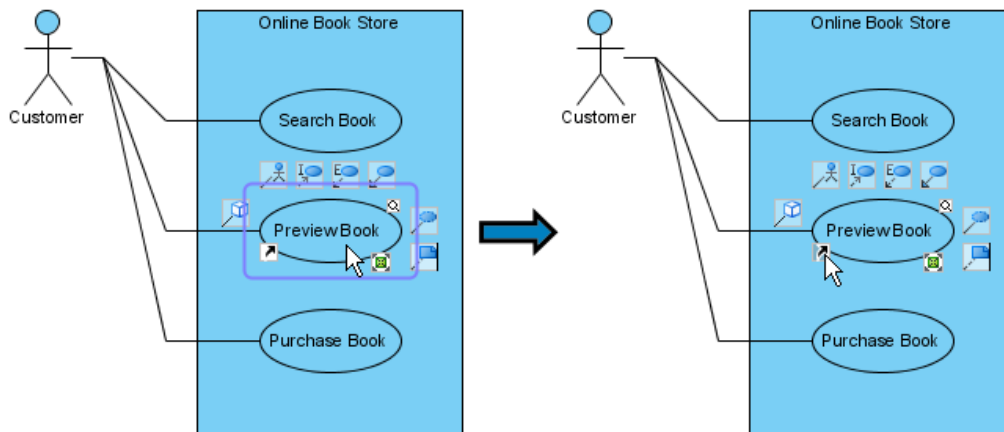 Online Book Store
Customer
Search Book
I
E
Preview Book
Purchase Book
Online Book Store
Customer
Search Book
I
E
Preview Book
Purchase Book